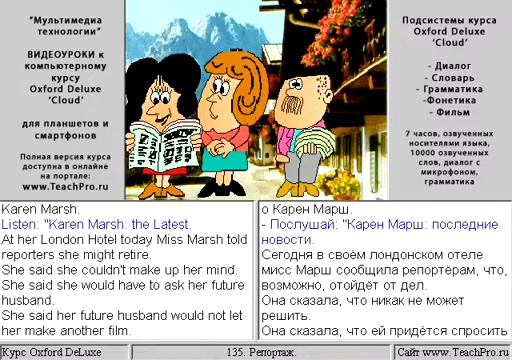 "Мультимедиа
технологии"
ВИДЕОУРОКИ к
компьютерному
курсу
Oxford Deluxe
'Cloud'
для планшетов и
смартфонов
Полная версия курса
доступна в онлайне
на портале:
www.TeachPro.ru
Подсистемы курса
Oxford Deluxe
'Cloud'
- Диалог
- Словарь
- Грамматика
-Фонетика
- Фильм
7 часов, озвученных
носителями языка,
10000 озвученных
слов, диалог с
микрофоном,
грамматика
Karen Marsh.
Listen: "Karen Marsh: the Latest.
At her London Hotel today Miss Marsh told
reporters she might retire.
She said she couldn't make up her mind.
She said she would have to ask her future
husband.
She said her future husband would not let
her make another film.
о Карен Марш.
- Послушай: "Карен Марш: последние
новости.
Сегодня в своём лондонском отеле
мисс Марш сообщила репортёрам, что,
возможно, отойдёт от дел.
Она сказала, что никак не может
решить.
Она сказала, что ей придётся спросить
Курс Oxford DeLuxe
135. Репортаж.
Сайт www.TeachPro.ru